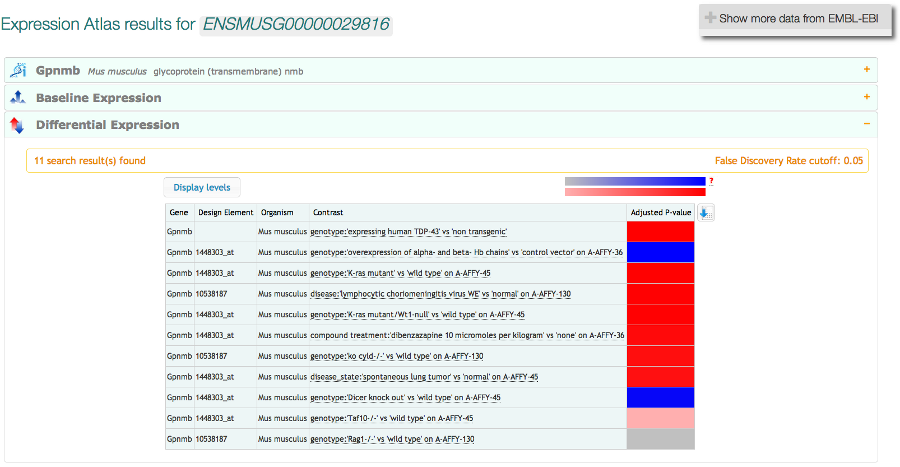 Expression Atlas results for ENSMUSG00000029816
+ Show more data from EMBL-EBI
Gpnmb Mus musculus glycoprotein (transmembrane) nmb +
Baseline Expression +
Differential Expression −
11 search result(s) found False Discovery Rate cutoff: 0.05
Display levels ?
Gene Design Element Organism Contrast Adjusted P-value
Gpnmb Mus musculus genotype:'expressing human TDP-43' vs 'non transgenic'
Gpnmb 1448303_at Mus musculus genotype:'overexpression of alpha- and beta- Hb chains' vs 'control vector' on A-AFFY-36
Gpnmb 1448303_at Mus musculus genotype:'K-ras mutant' vs 'wild type' on A-AFFY-45
Gpnmb 10538187 Mus musculus disease:'lymphocytic choriomeningitis virus WE' vs 'normal' on A-AFFY-130
Gpnmb 1448303_at Mus musculus genotype:'K-ras mutant/Wt1-null' vs 'wild type' on A-AFFY-45
Gpnmb 1448303_at Mus musculus compound treatment:'dibenzazapine 10 micromoles per kilogram' vs 'none' on A-AFFY-36
Gpnmb 10538187 Mus musculus genotype:'ko cyld-/-' vs 'wild type' on A-AFFY-130
Gpnmb 1448303_at Mus musculus disease_state:'spontaneous lung tumor' vs 'normal' on A-AFFY-45
Gpnmb 1448303_at Mus musculus genotype:'Dicer knock out' vs 'wild type' on A-AFFY-45
Gpnmb 1448303_at Mus musculus genotype:'Taf10-/-' vs 'wild type' on A-AFFY-45
Gpnmb 10538187 Mus musculus genotype:'Rag1-/-' vs 'wild type' on A-AFFY-130